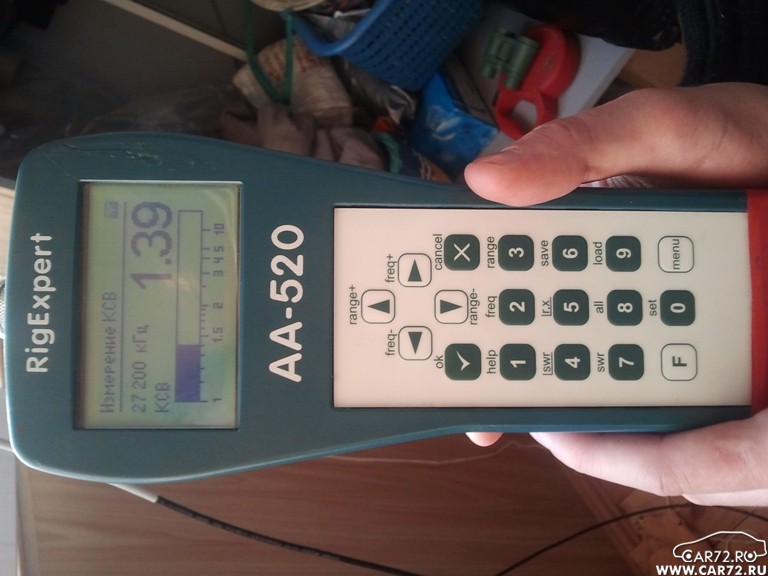 RigExpert
Измерение КСВ
27 200 кГц
КСВ 1.39
1 1.5 2 3 4 5 10
AA-520
range+
freq- freq+
range-
ok cancel
help freq range
1 2 3
|swr |r,x save
4 5 6
swr all load
7 8 9
set
F 0 menu
CAR72.RU
WWW.CAR72.RU